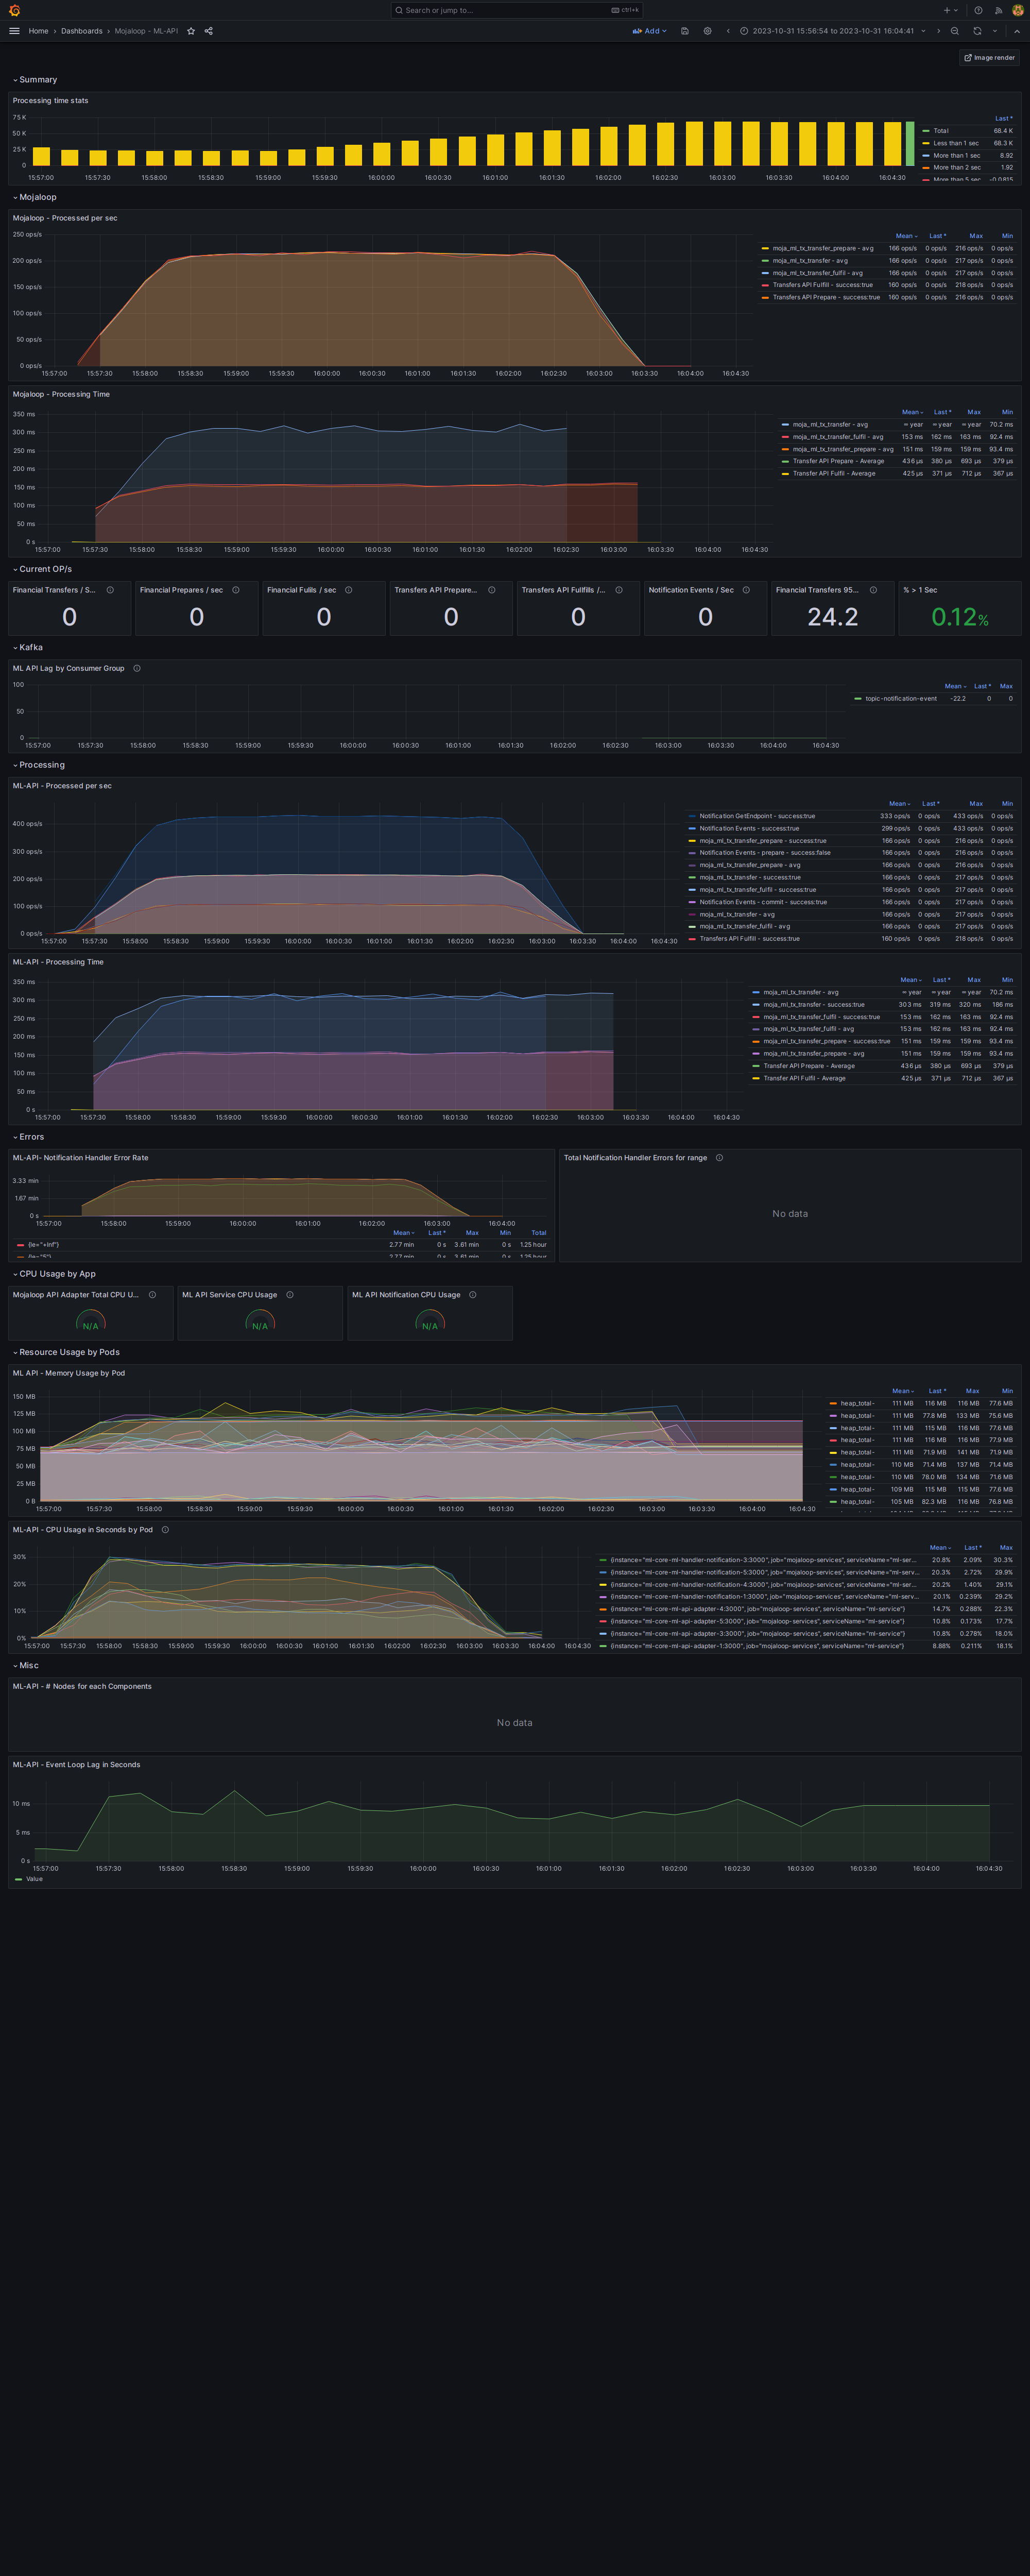 Search or jump to... ctrl+k
Home › Dashboards › Mojaloop - ML-API Add 2023-10-31 15:56:54 to 2023-10-31 16:04:41
Image render
Summary
Processing time stats
75 K
50 K
25 K
0
15:57:00 15:57:30 15:58:00 15:58:30 15:59:00 15:59:30 16:00:00 16:00:30 16:01:00 16:01:30 16:02:00 16:02:30 16:03:00 16:03:30 16:04:00 16:04:30
Last *
Total 68.4 K
Less than 1 sec 68.3 K
More than 1 sec 8.92
More than 2 sec 1.92
More than 5 sec -0.0815
Mojaloop
Mojaloop - Processed per sec
250 ops/s
200 ops/s
150 ops/s
100 ops/s
50 ops/s
0 ops/s
15:57:00 15:57:30 15:58:00 15:58:30 15:59:00 15:59:30 16:00:00 16:00:30 16:01:00 16:01:30 16:02:00 16:02:30 16:03:00 16:03:30 16:04:00 16:04:30
Mean Last * Max Min
moja_ml_tx_transfer_prepare - avg 166 ops/s 0 ops/s 216 ops/s 0 ops/s
moja_ml_tx_transfer - avg 166 ops/s 0 ops/s 217 ops/s 0 ops/s
moja_ml_tx_transfer_fulfil - avg 166 ops/s 0 ops/s 217 ops/s 0 ops/s
Transfers API Fulfill - success:true 160 ops/s 0 ops/s 218 ops/s 0 ops/s
Transfers API Prepare - success:true 160 ops/s 0 ops/s 216 ops/s 0 ops/s
Mojaloop - Processing Time
350 ms
300 ms
250 ms
200 ms
150 ms
100 ms
50 ms
0 s
15:57:00 15:57:30 15:58:00 15:58:30 15:59:00 15:59:30 16:00:00 16:00:30 16:01:00 16:01:30 16:02:00 16:02:30 16:03:00 16:03:30 16:04:00 16:04:30
Mean Last * Max Min
moja_ml_tx_transfer - avg ∞ year ∞ year ∞ year 70.2 ms
moja_ml_tx_transfer_fulfil - avg 153 ms 162 ms 163 ms 92.4 ms
moja_ml_tx_transfer_prepare - avg 151 ms 159 ms 159 ms 93.4 ms
Transfer API Prepare - Average 436 µs 380 µs 693 µs 379 µs
Transfer API Fulfil - Average 425 µs 371 µs 712 µs 367 µs
Current OP/s
Financial Transfers / S... Financial Prepares / sec Financial Fulils / sec Transfers API Prepare... Transfers API Fullfills /... Notification Events / Sec Financial Transfers 95... % > 1 Sec
0 0 0 0 0 0 24.2 0.12%
Kafka
ML API Lag by Consumer Group
100
50
0
15:57:00 15:57:30 15:58:00 15:58:30 15:59:00 15:59:30 16:00:00 16:00:30 16:01:00 16:01:30 16:02:00 16:02:30 16:03:00 16:03:30 16:04:00 16:04:30
Mean Last * Max
topic-notification-event -22.2 0 0
Processing
ML-API - Processed per sec
400 ops/s
300 ops/s
200 ops/s
100 ops/s
0 ops/s
15:57:00 15:57:30 15:58:00 15:58:30 15:59:00 15:59:30 16:00:00 16:00:30 16:01:00 16:01:30 16:02:00 16:02:30 16:03:00 16:03:30 16:04:00 16:04:30
Mean Last * Max Min
Notification GetEndpoint - success:true 333 ops/s 0 ops/s 433 ops/s 0 ops/s
Notification Events - success:true 299 ops/s 0 ops/s 433 ops/s 0 ops/s
moja_ml_tx_transfer_prepare - success:true 166 ops/s 0 ops/s 216 ops/s 0 ops/s
Notification Events - prepare - success:false 166 ops/s 0 ops/s 216 ops/s 0 ops/s
moja_ml_tx_transfer_prepare - avg 166 ops/s 0 ops/s 216 ops/s 0 ops/s
moja_ml_tx_transfer - success:true 166 ops/s 0 ops/s 217 ops/s 0 ops/s
moja_ml_tx_transfer_fulfil - success:true 166 ops/s 0 ops/s 217 ops/s 0 ops/s
Notification Events - commit - success:true 166 ops/s 0 ops/s 217 ops/s 0 ops/s
moja_ml_tx_transfer - avg 166 ops/s 0 ops/s 217 ops/s 0 ops/s
moja_ml_tx_transfer_fulfil - avg 166 ops/s 0 ops/s 217 ops/s 0 ops/s
Transfers API Fulfill - success:true 160 ops/s 0 ops/s 218 ops/s 0 ops/s
ML-API - Processing Time
350 ms
300 ms
250 ms
200 ms
150 ms
100 ms
50 ms
0 s
15:57:00 15:57:30 15:58:00 15:58:30 15:59:00 15:59:30 16:00:00 16:00:30 16:01:00 16:01:30 16:02:00 16:02:30 16:03:00 16:03:30 16:04:00 16:04:30
Mean Last * Max Min
moja_ml_tx_transfer - avg ∞ year ∞ year ∞ year 70.2 ms
moja_ml_tx_transfer - success:true 303 ms 319 ms 320 ms 186 ms
moja_ml_tx_transfer_fulfil - success:true 153 ms 162 ms 163 ms 92.4 ms
moja_ml_tx_transfer_fulfil - avg 153 ms 162 ms 163 ms 92.4 ms
moja_ml_tx_transfer_prepare - success:true 151 ms 159 ms 159 ms 93.4 ms
moja_ml_tx_transfer_prepare - avg 151 ms 159 ms 159 ms 93.4 ms
Transfer API Prepare - Average 436 µs 380 µs 693 µs 379 µs
Transfer API Fulfil - Average 425 µs 371 µs 712 µs 367 µs
Errors
ML-API- Notification Handler Error Rate
3.33 min
1.67 min
0 s
15:57:00 15:58:00 15:59:00 16:00:00 16:01:00 16:02:00 16:03:00 16:04:00
Mean Last * Max Min Total
{le="+Inf"} 2.77 min 0 s 3.61 min 0 s 1.25 hour
{le="5"} 2.77 min 0 s 3.61 min 0 s 1.25 hour
Total Notification Handler Errors for range
No data
CPU Usage by App
Mojaloop API Adapter Total CPU U... ML API Service CPU Usage ML API Notification CPU Usage
N/A N/A N/A
Resource Usage by Pods
ML API - Memory Usage by Pod
150 MB
125 MB
100 MB
75 MB
50 MB
25 MB
0 B
15:57:00 15:57:30 15:58:00 15:58:30 15:59:00 15:59:30 16:00:00 16:00:30 16:01:00 16:01:30 16:02:00 16:02:30 16:03:00 16:03:30 16:04:00 16:04:30
Mean Last * Max Min
heap_total- 111 MB 116 MB 116 MB 77.6 MB
heap_total- 111 MB 77.8 MB 133 MB 75.6 MB
heap_total- 111 MB 115 MB 116 MB 77.6 MB
heap_total- 111 MB 116 MB 116 MB 77.9 MB
heap_total- 111 MB 71.9 MB 141 MB 71.9 MB
heap_total- 110 MB 71.4 MB 137 MB 71.4 MB
heap_total- 110 MB 78.0 MB 134 MB 71.6 MB
heap_total- 109 MB 115 MB 115 MB 77.6 MB
heap_total- 105 MB 82.3 MB 116 MB 76.8 MB
ML-API - CPU Usage in Seconds by Pod
30%
20%
10%
0%
15:57:00 15:57:30 15:58:00 15:58:30 15:59:00 15:59:30 16:00:00 16:00:30 16:01:00 16:01:30 16:02:00 16:02:30 16:03:00 16:03:30 16:04:00 16:04:30
Mean Last * Max
{instance="ml-core-ml-handler-notification-3:3000", job="mojaloop-services", serviceName="ml-ser... 20.8% 2.09% 30.3%
{instance="ml-core-ml-handler-notification-5:3000", job="mojaloop-services", serviceName="ml-serv... 20.3% 2.72% 29.9%
{instance="ml-core-ml-handler-notification-4:3000", job="mojaloop-services", serviceName="ml-ser... 20.2% 1.40% 29.1%
{instance="ml-core-ml-handler-notification-1:3000", job="mojaloop-services", serviceName="ml-serv... 20.1% 0.239% 29.2%
{instance="ml-core-ml-api-adapter-4:3000", job="mojaloop-services", serviceName="ml-service"} 14.7% 0.288% 22.3%
{instance="ml-core-ml-api-adapter-5:3000", job="mojaloop-services", serviceName="ml-service"} 10.8% 0.173% 17.7%
{instance="ml-core-ml-api-adapter-3:3000", job="mojaloop-services", serviceName="ml-service"} 10.8% 0.278% 18.0%
{instance="ml-core-ml-api-adapter-1:3000", job="mojaloop-services", serviceName="ml-service"} 8.88% 0.211% 18.1%
Misc
ML-API - # Nodes for each Components
No data
ML-API - Event Loop Lag in Seconds
10 ms
5 ms
0 s
15:57:00 15:57:30 15:58:00 15:58:30 15:59:00 15:59:30 16:00:00 16:00:30 16:01:00 16:01:30 16:02:00 16:02:30 16:03:00 16:03:30 16:04:00 16:04:30
Value